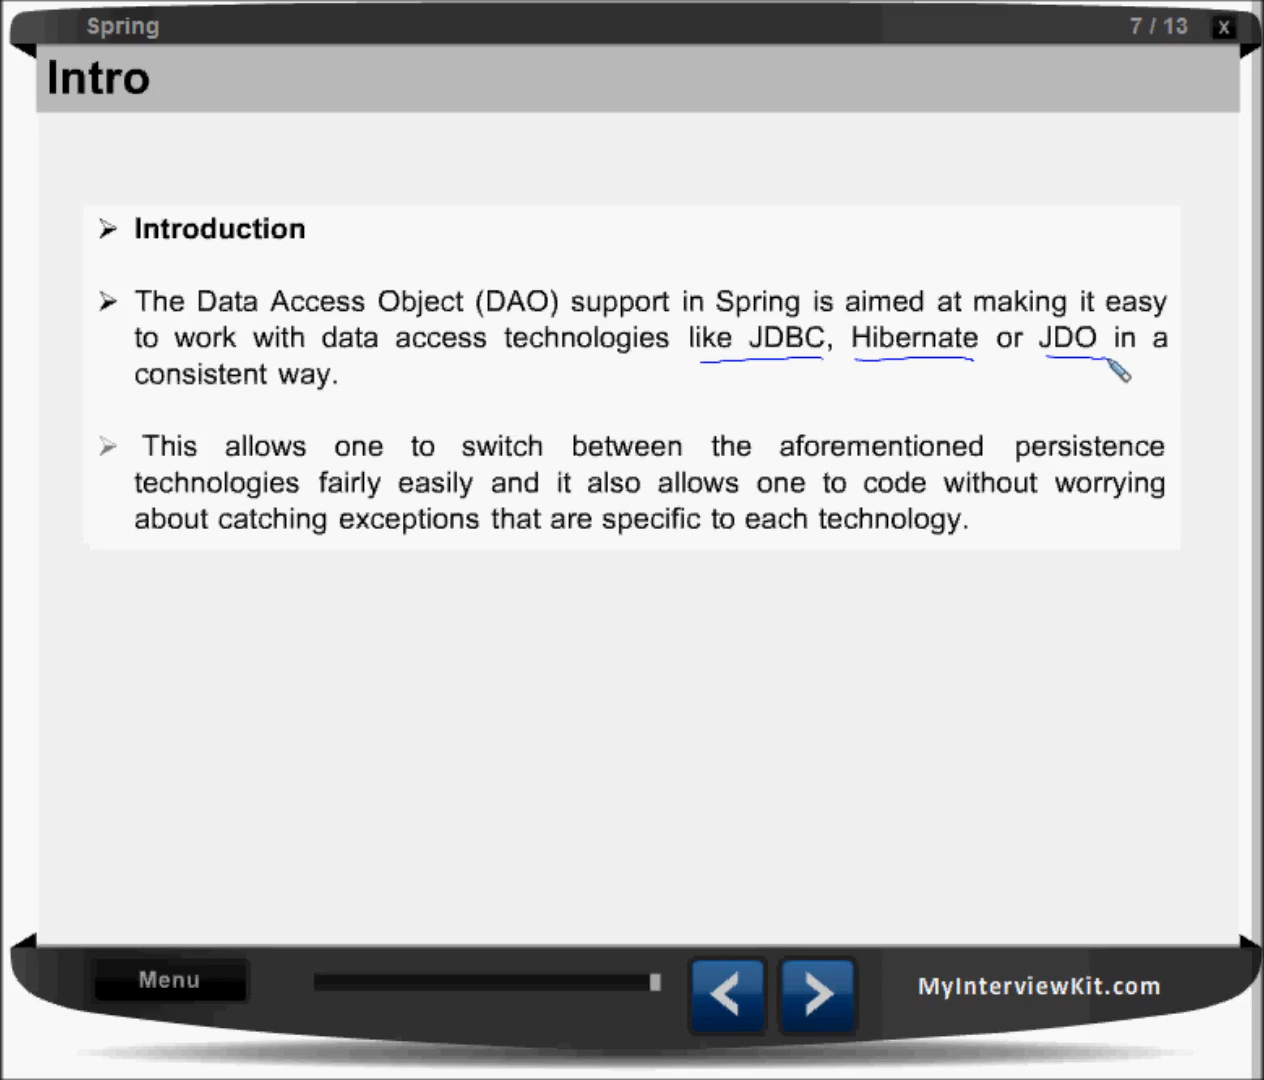 Spring
7 / 13
X
Intro
➢ Introduction
➢ The Data Access Object (DAO) support in Spring is aimed at making it easy
to work with data access technologies like JDBC, Hibernate or JDO in a
consistent way.
➢ This allows one to switch between the aforementioned persistence
technologies fairly easily and it also allows one to code without worrying
about catching exceptions that are specific to each technology.
Menu
MyInterviewKit.com